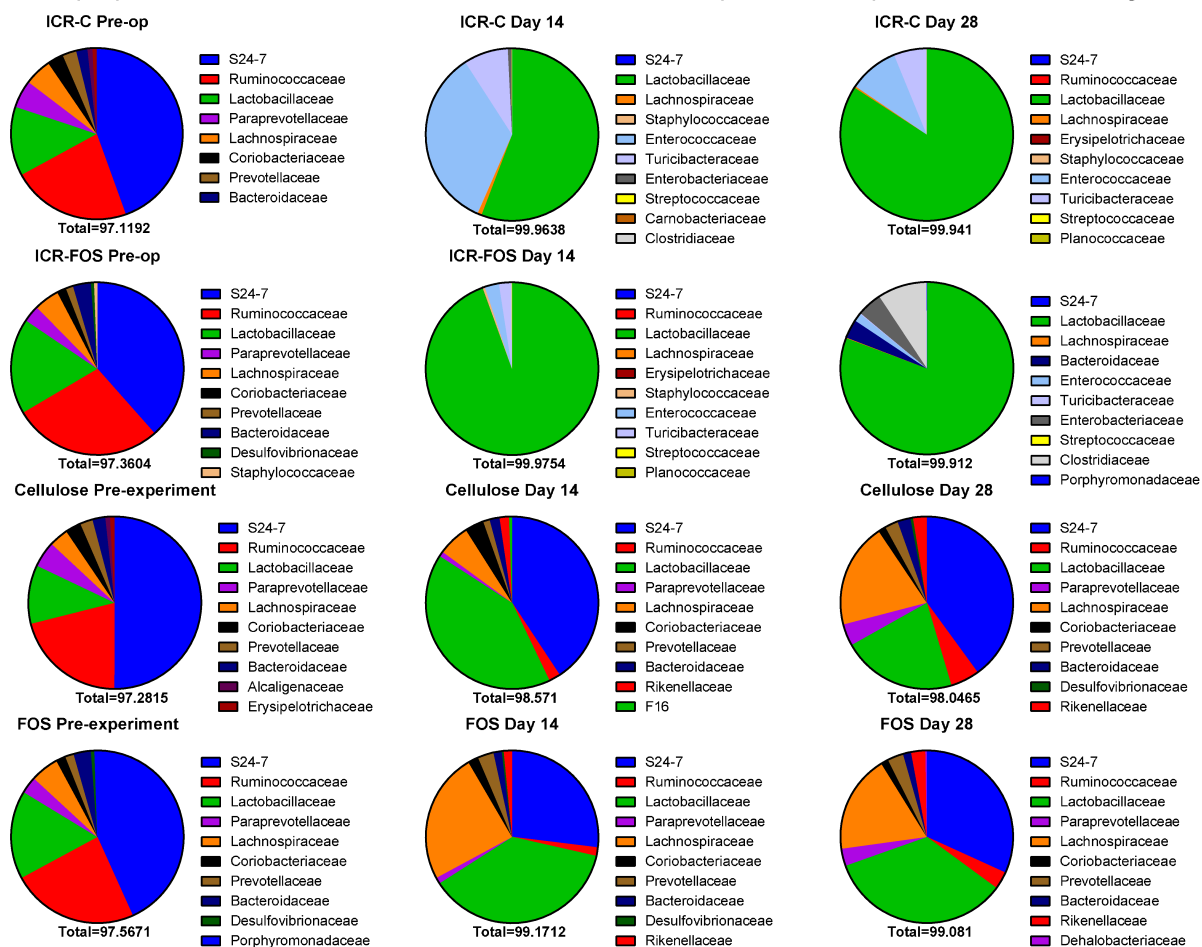 ICR-C Pre-op
S24-7
Ruminococcaceae
Lactobacillaceae
Paraprevotellaceae
Lachnospiraceae
Coriobacteriaceae
Prevotellaceae
Bacteroidaceae
Total=97.1192
ICR-C Day 14
S24-7
Lactobacillaceae
Lachnospiraceae
Staphylococcaceae
Enterococcaceae
Turicibacteraceae
Enterobacteriaceae
Streptococcaceae
Carnobacteriaceae
Clostridiaceae
Total=99.9638
ICR-C Day 28
S24-7
Ruminococcaceae
Lactobacillaceae
Lachnospiraceae
Erysipelotrichaceae
Staphylococcaceae
Enterococcaceae
Turicibacteraceae
Streptococcaceae
Planococcaceae
Total=99.941
ICR-FOS Pre-op
S24-7
Ruminococcaceae
Lactobacillaceae
Paraprevotellaceae
Lachnospiraceae
Coriobacteriaceae
Prevotellaceae
Bacteroidaceae
Desulfovibrionaceae
Staphylococcaceae
Total=97.3604
ICR-FOS Day 14
S24-7
Ruminococcaceae
Lactobacillaceae
Lachnospiraceae
Erysipelotrichaceae
Staphylococcaceae
Enterococcaceae
Turicibacteraceae
Streptococcaceae
Planococcaceae
Total=99.9754
S24-7
Lactobacillaceae
Lachnospiraceae
Bacteroidaceae
Enterococcaceae
Turicibacteraceae
Enterobacteriaceae
Streptococcaceae
Clostridiaceae
Porphyromonadaceae
Total=99.912
Cellulose Pre-experiment
S24-7
Ruminococcaceae
Lactobacillaceae
Paraprevotellaceae
Lachnospiraceae
Coriobacteriaceae
Prevotellaceae
Bacteroidaceae
Alcaligenaceae
Erysipelotrichaceae
Total=97.2815
Cellulose Day 14
S24-7
Ruminococcaceae
Lactobacillaceae
Paraprevotellaceae
Lachnospiraceae
Coriobacteriaceae
Prevotellaceae
Bacteroidaceae
Rikenellaceae
F16
Total=98.571
Cellulose Day 28
S24-7
Ruminococcaceae
Lactobacillaceae
Paraprevotellaceae
Lachnospiraceae
Coriobacteriaceae
Prevotellaceae
Bacteroidaceae
Desulfovibrionaceae
Rikenellaceae
Total=98.0465
FOS Pre-experiment
S24-7
Ruminococcaceae
Lactobacillaceae
Paraprevotellaceae
Lachnospiraceae
Coriobacteriaceae
Prevotellaceae
Bacteroidaceae
Desulfovibrionaceae
Porphyromonadaceae
Total=97.5671
FOS Day 14
S24-7
Ruminococcaceae
Lactobacillaceae
Paraprevotellaceae
Lachnospiraceae
Coriobacteriaceae
Prevotellaceae
Bacteroidaceae
Desulfovibrionaceae
Rikenellaceae
Total=99.1712
FOS Day 28
S24-7
Ruminococcaceae
Lactobacillaceae
Paraprevotellaceae
Lachnospiraceae
Coriobacteriaceae
Prevotellaceae
Bacteroidaceae
Rikenellaceae
Dehalobacteriaceae
Total=99.081